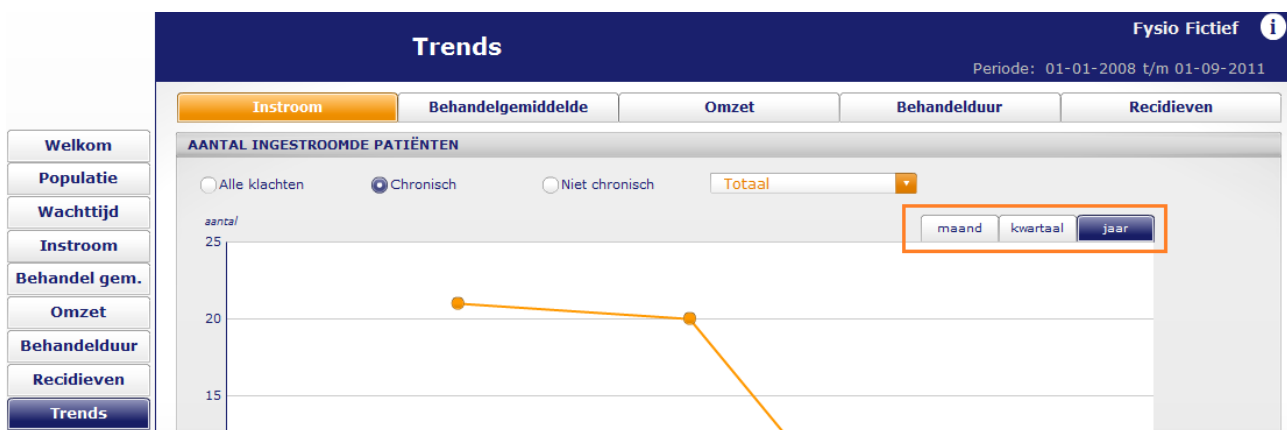 Trends
Fysio Fictief i
Periode: 01-01-2008 t/m 01-09-2011
Instroom Behandelgemiddelde Omzet Behandelduur Recidieven
Welkom
Populatie
Wachttijd
Instroom
Behandel gem.
Omzet
Behandelduur
Recidieven
Trends
AANTAL INGESTROOMDE PATIËNTEN
Alle klachten Chronisch Niet chronisch Totaal
maand kwartaal jaar
aantal
25
20
15